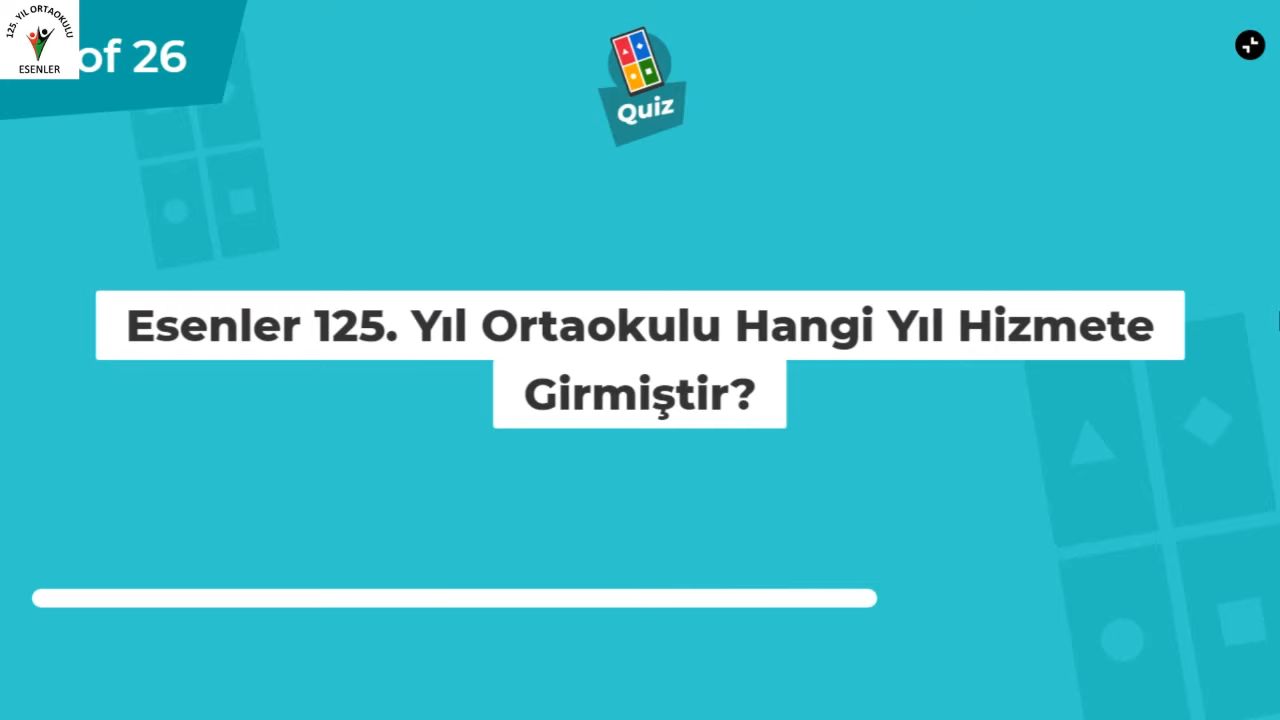 125. YIL ORTAOKULU
ESENLER
of 26
Quiz
Esenler 125. Yıl Ortaokulu Hangi Yıl Hizmete
Girmiştir?